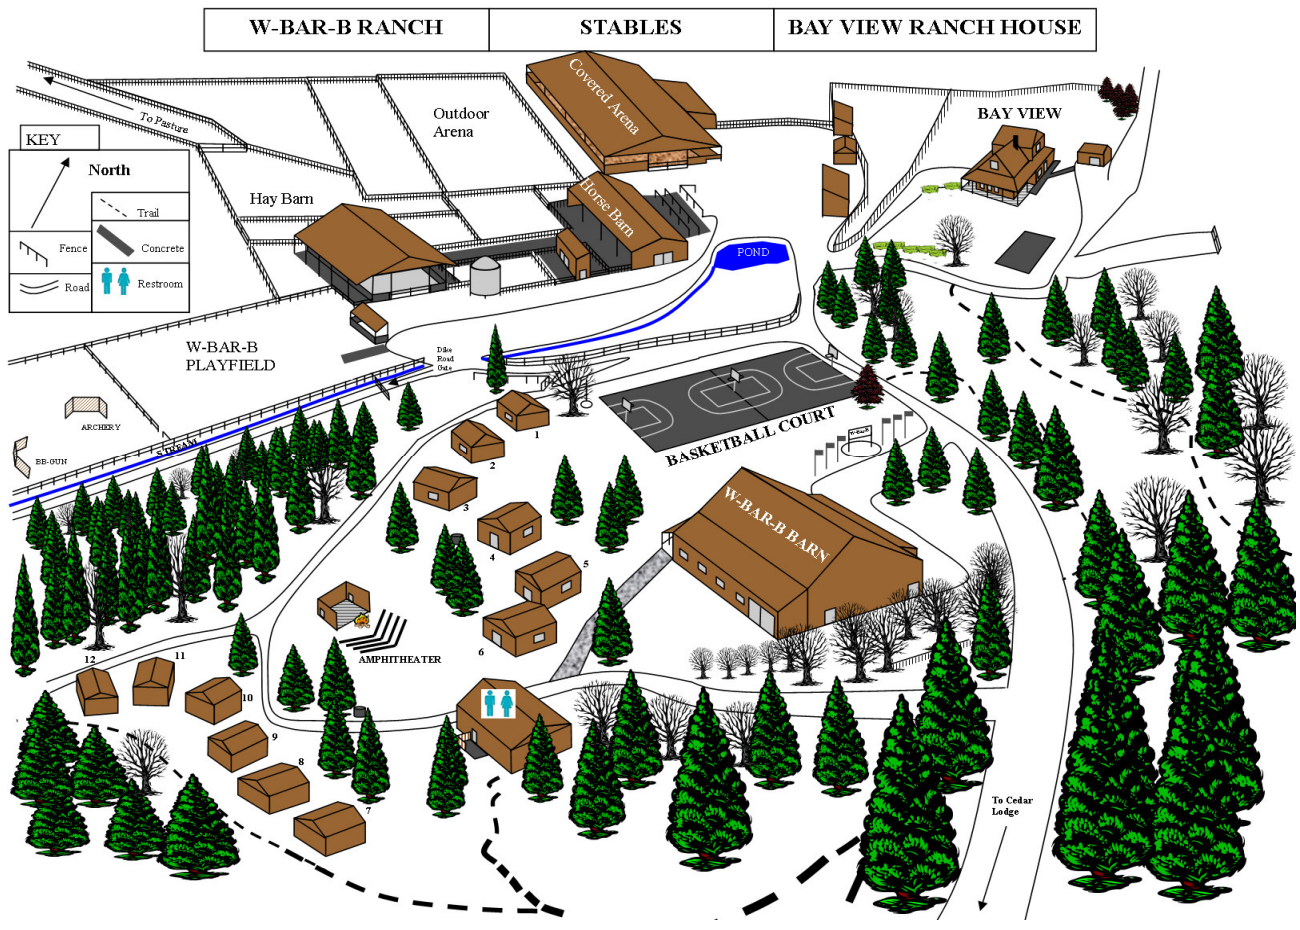 W-BAR-B RANCH
STABLES
BAY VIEW RANCH HOUSE
Covered Arena
Outdoor
Arena
BAY VIEW
To Pasture
KEY
North
Trail
Fence
Concrete
Road
Restroom
Hay Barn
Horse Barn
POND
W-BAR-B
PLAYFIELD
Dike
Road
Gate
ARCHERY
BB-GUN
STREAM
BASKETBALL COURT
W-BAR-B BARN
1
2
3
4
5
6
AMPHITHEATER
12
11
10
9
8
7
To Cedar
Lodge